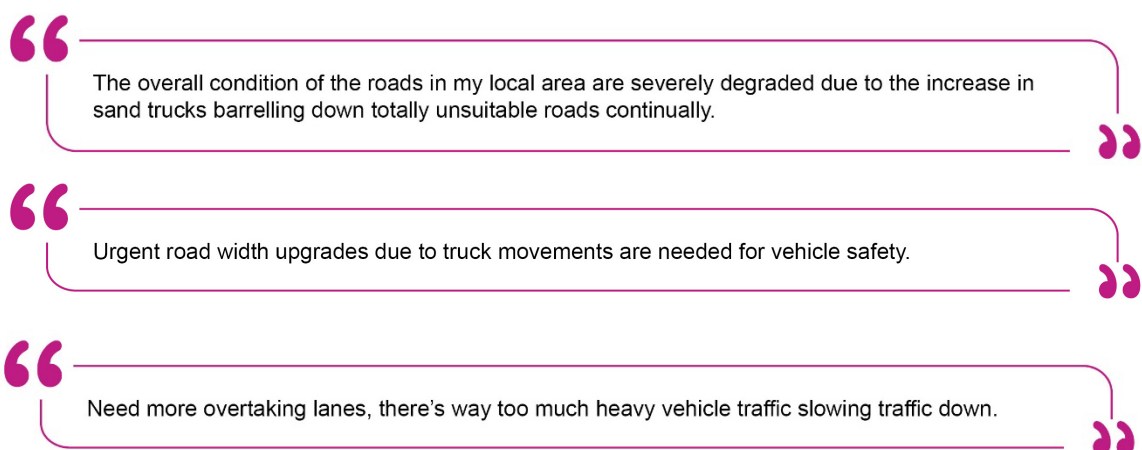 The overall condition of the roads in my local area are severely degraded due to the increase in
sand trucks barrelling down totally unsuitable roads continually.
Urgent road width upgrades due to truck movements are needed for vehicle safety.
Need more overtaking lanes, there’s way too much heavy vehicle traffic slowing traffic down.